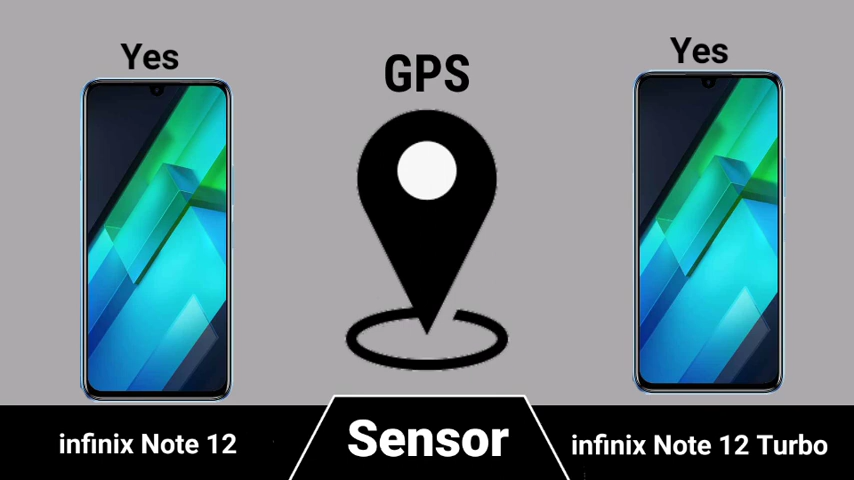 Yes
GPS
Yes
infinix Note 12
Sensor
infinix Note 12 Turbo